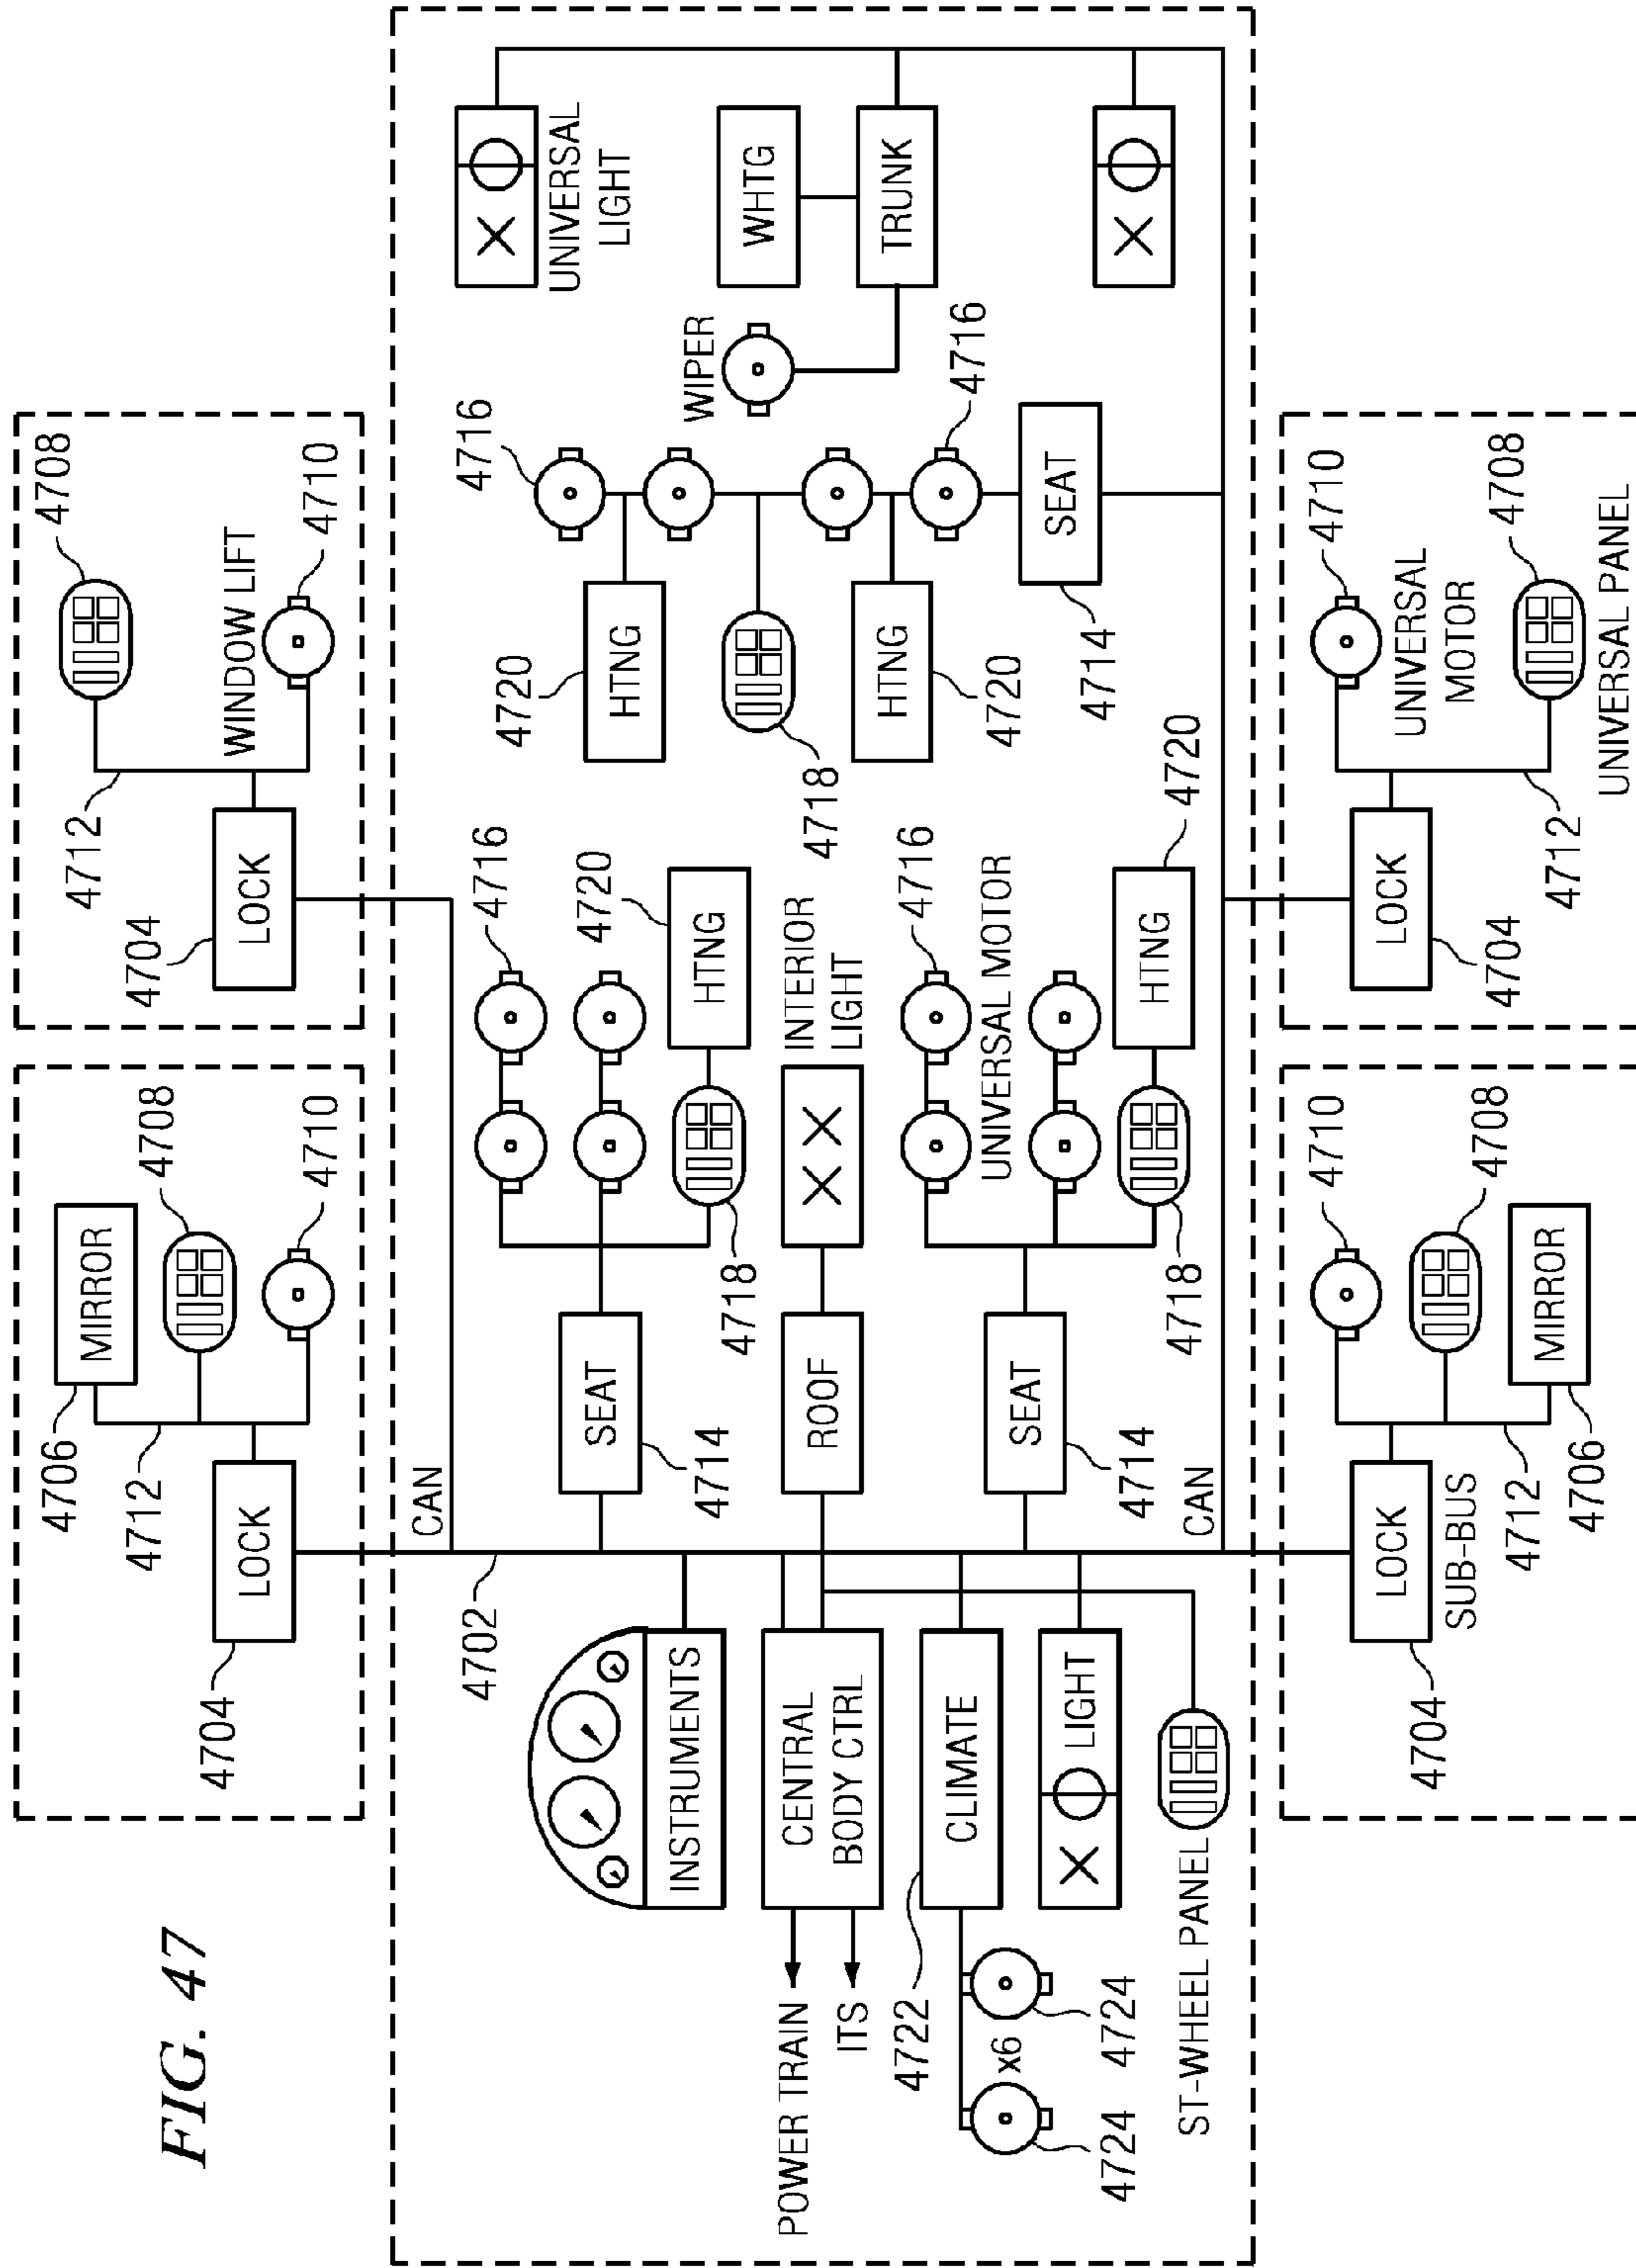 FIG. 47
4706
MIRROR
4708
4712
4710
LOCK
4704
4708
4712
WINDOW LIFT
4710
LOCK
4704
CAN
4702
INSTRUMENTS
POWER TRAIN
ITS
CENTRAL
BODY CTRL
4722
CLIMATE
4724
x6
4724
X
LIGHT
ST-WHEEL PANEL
SEAT
4714
4716
4720
HTNG
4718
ROOF
INTERIOR
LIGHT
X X
SEAT
4714
4716
UNIVERSAL MOTOR
4720
HTNG
4718
CAN
4716
4720
HTNG
4718
HTNG
4720
4716
SEAT
4714
WIPER
X
UNIVERSAL
LIGHT
WHTG
TRUNK
X
LOCK
4704
SUB-BUS
4710
4708
4712
MIRROR
4706
LOCK
4704
4710
UNIVERSAL
MOTOR
4708
4712
UNIVERSAL PANEL